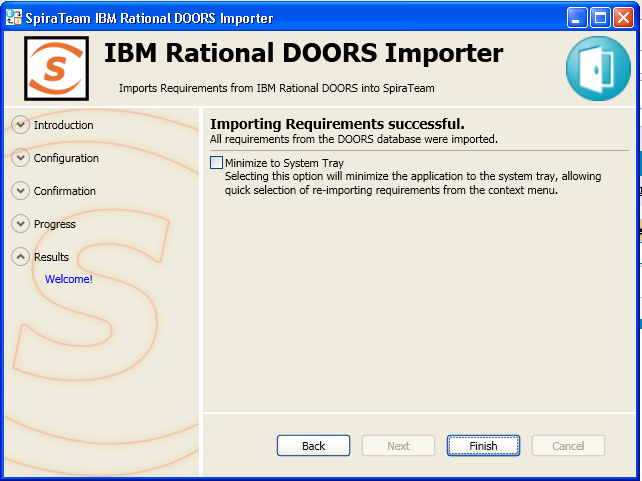 SpiraTeam IBM Rational DOORS Importer
S
IBM Rational DOORS Importer
Imports Requirements from IBM Rational DOORS into SpiraTeam
Introduction
Configuration
Confirmation
Progress
Results
Welcome!
Importing Requirements successful.
All requirements from the DOORS database were imported.
Minimize to System Tray
Selecting this option will minimize the application to the system tray, allowing
quick selection of re-importing requirements from the context menu.
Back
Next
Finish
Cancel